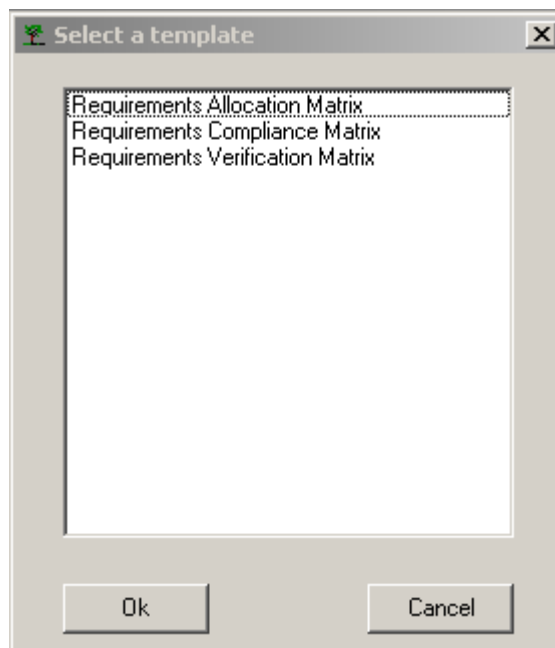 Select a template
Requirements Allocation Matrix
Requirements Compliance Matrix
Requirements Verification Matrix
Ok
Cancel